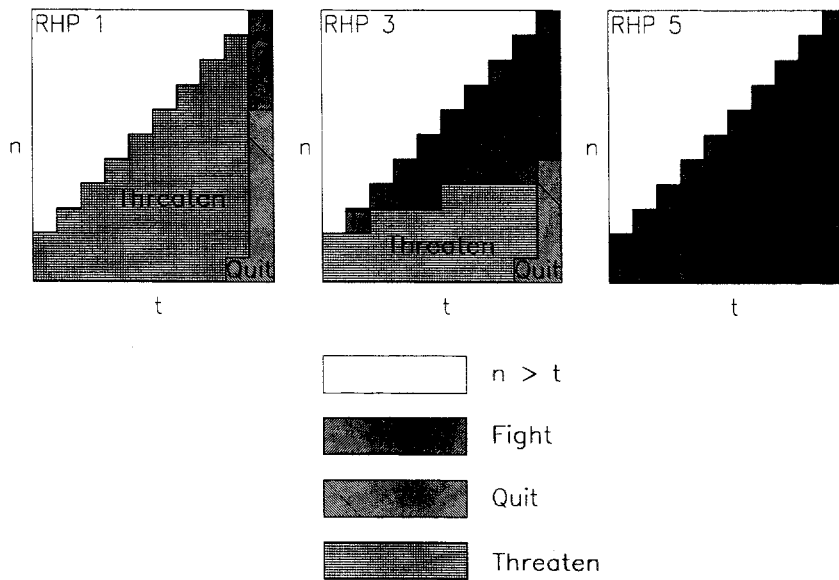 RHP 1
RHP 3
RHP 5
n
n
n
Threaten
Threaten
Quit
Quit
t
t
t
n > t
Fight
Quit
Threaten